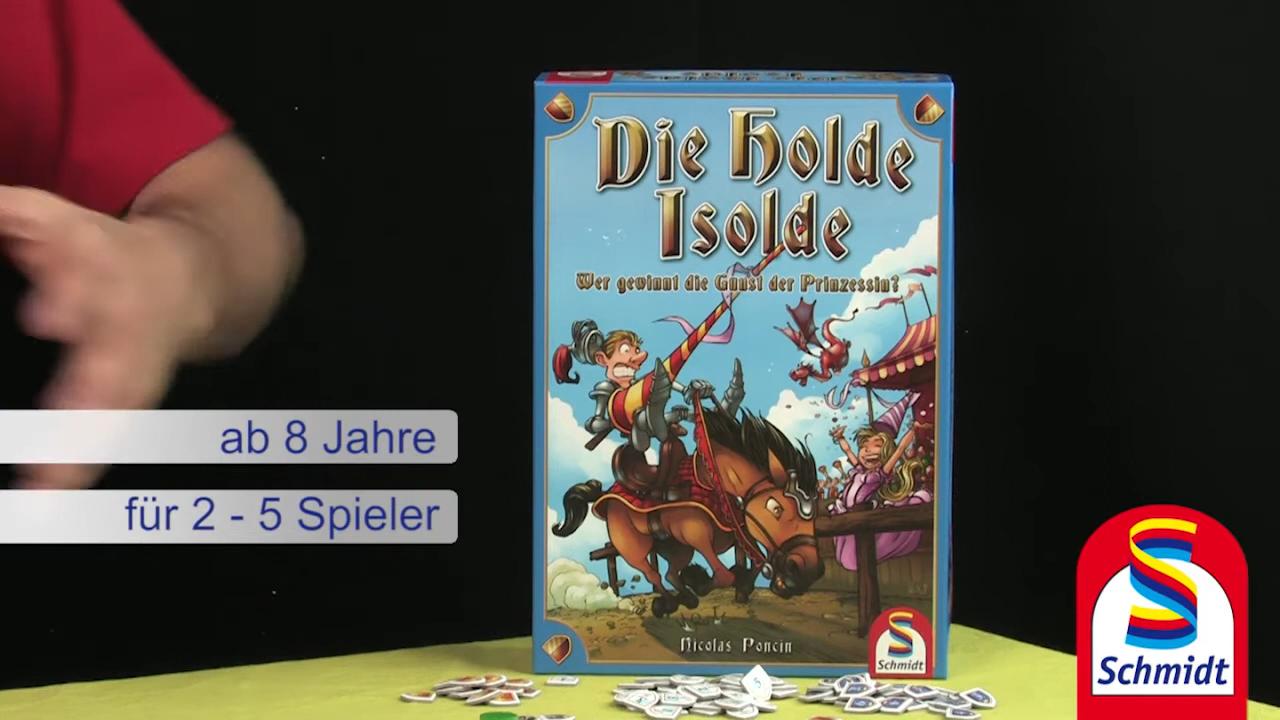 Die Holde
Isolde
Wer gewinnt die Gunst der Prinzessin?
ab 8 Jahre
für 2 - 5 Spieler
Nicolas Poncin
Schmidt
Schmidt
5